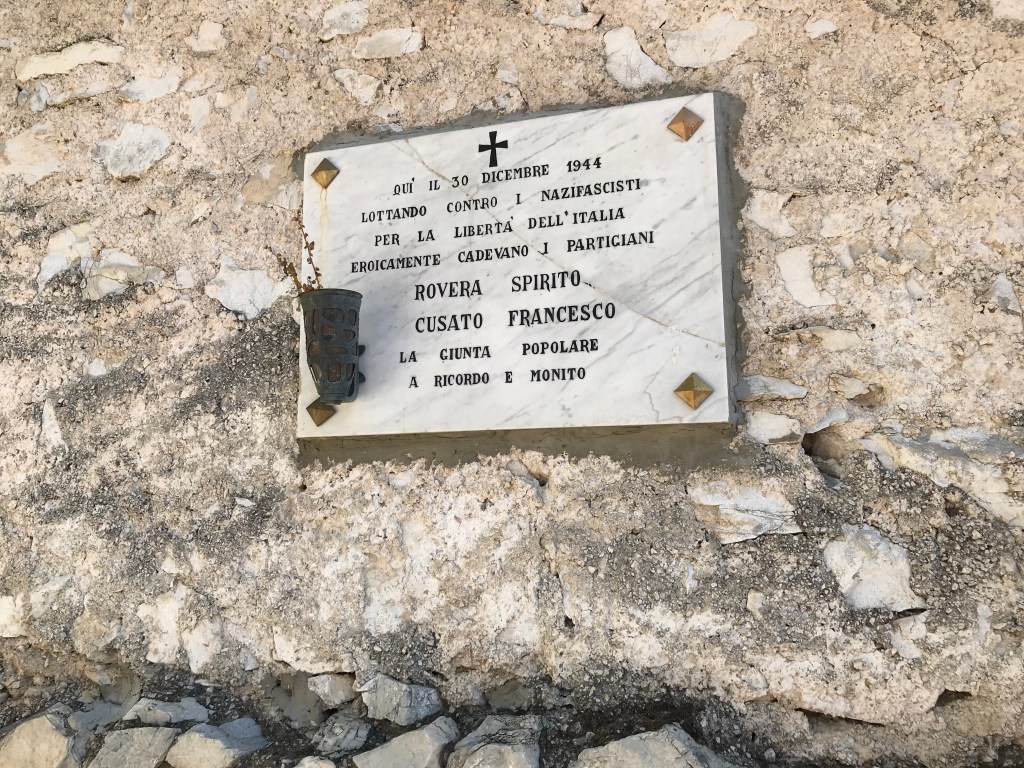 QUI' IL 30 DICEMBRE 1944
LOTTANDO CONTRO I NAZIFASCISTI
PER LA LIBERTA' DELL'ITALIA
EROICAMENTE CADEVANO I PARTIGIANI
ROVERA SPIRITO
CUSATO FRANCESCO
LA GIUNTA POPOLARE
A RICORDO E MONITO